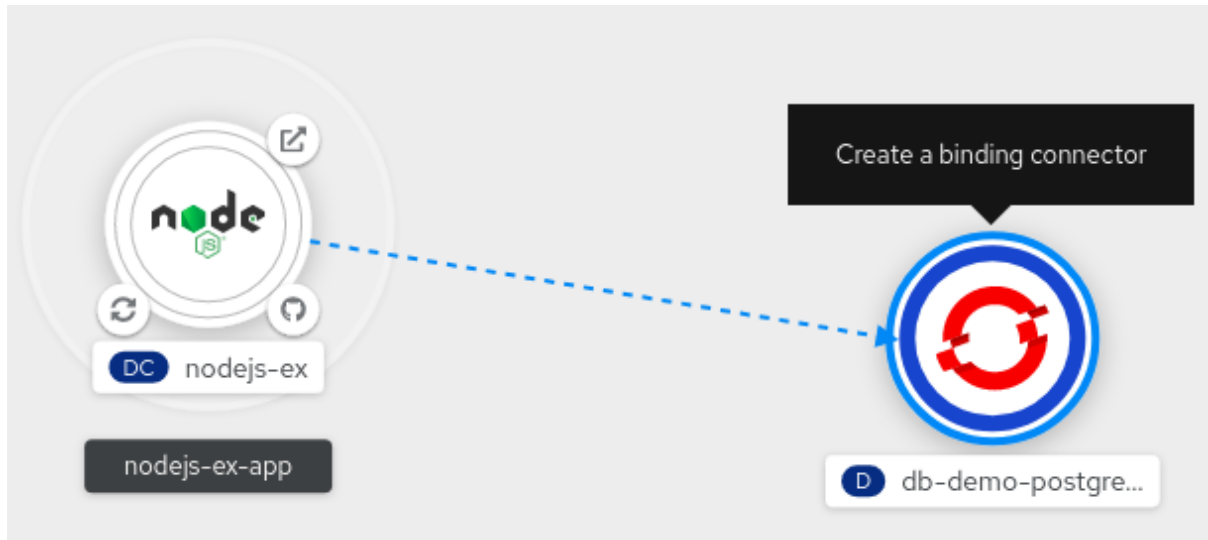 Create a binding connector
node
JS
DC nodejs-ex
nodejs-ex-app
D db-demo-postgre...